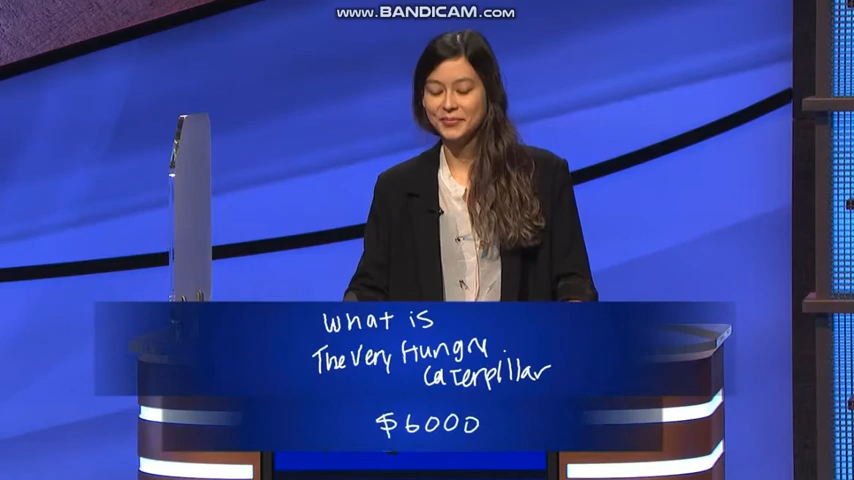 www.BANDICAM.com
What is
The Very Hungry
Caterpillar
$6000